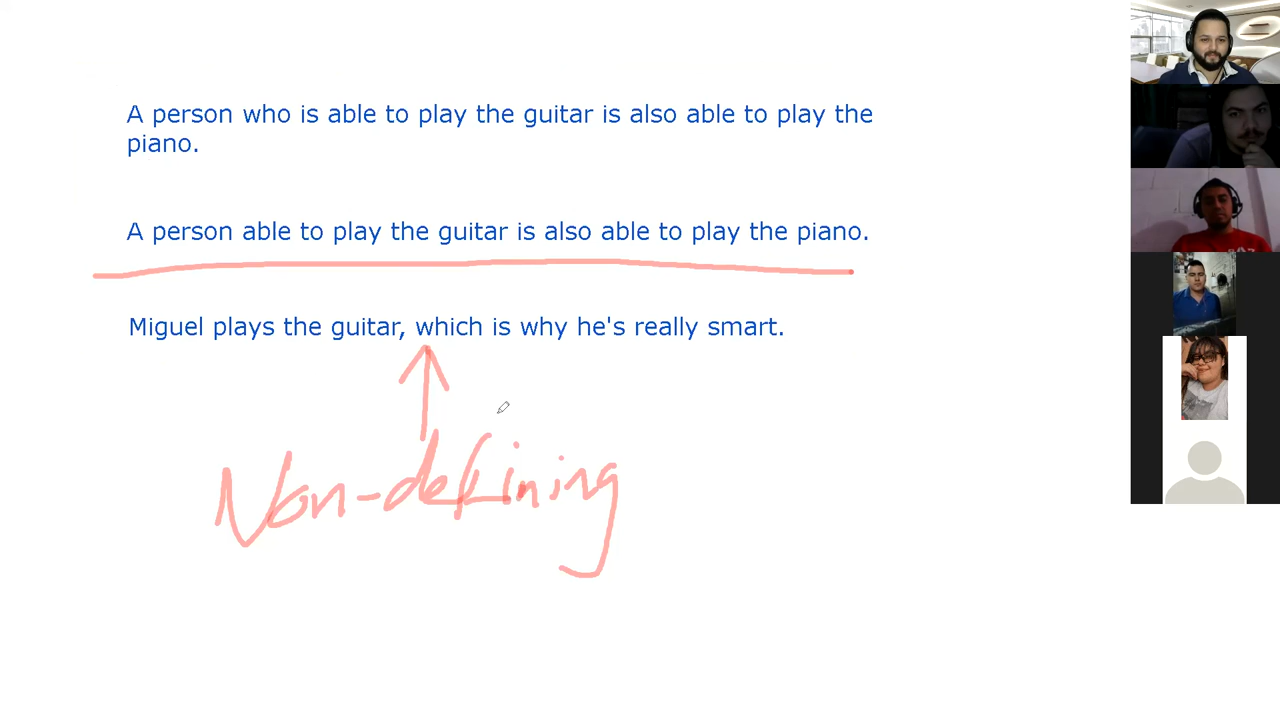 A person who is able to play the guitar is also able to play the
piano.
A person able to play the guitar is also able to play the piano.
Miguel plays the guitar, which is why he's really smart.
Non-defining